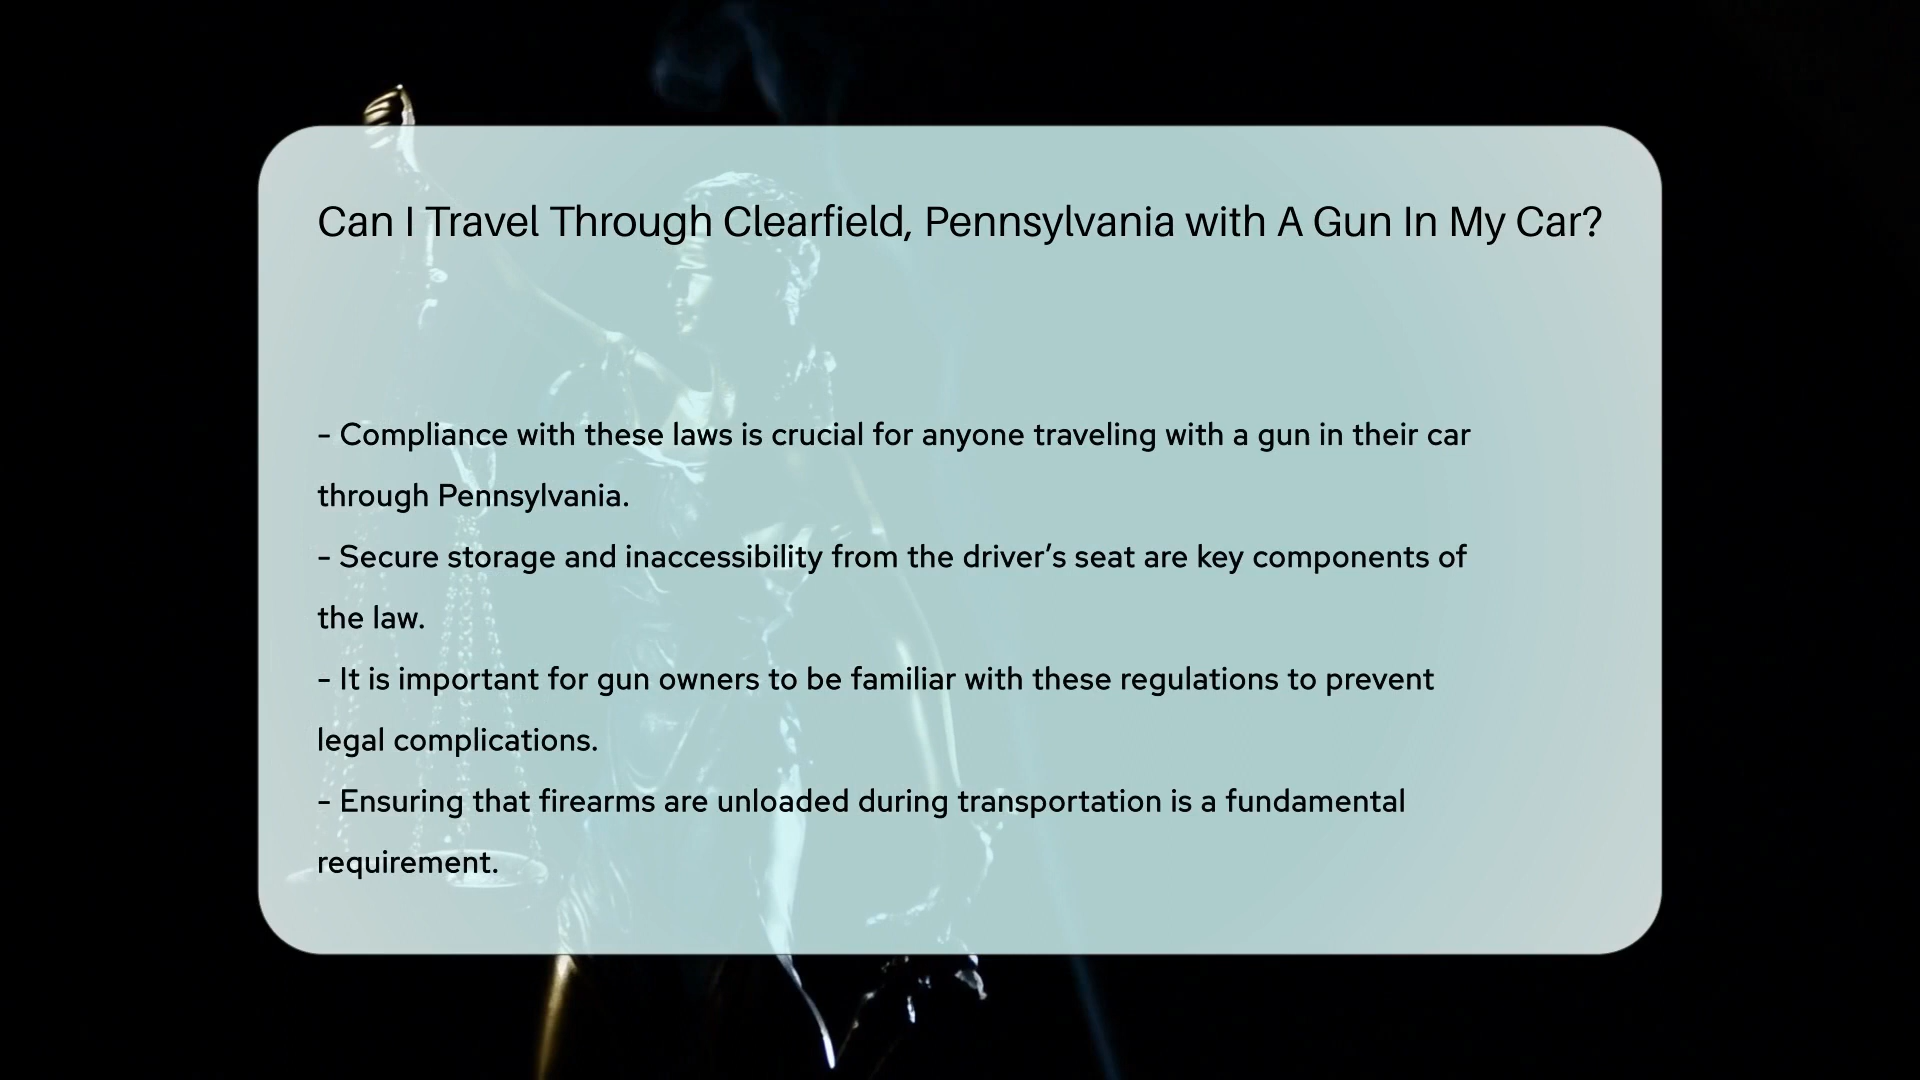 Can I Travel Through Clearfield, Pennsylvania with A Gun In My Car?
– Compliance with these laws is crucial for anyone traveling with a gun in their car
through Pennsylvania.
– Secure storage and inaccessibility from the driver’s seat are key components of
the law.
– It is important for gun owners to be familiar with these regulations to prevent
legal complications.
– Ensuring that firearms are unloaded during transportation is a fundamental
requirement.